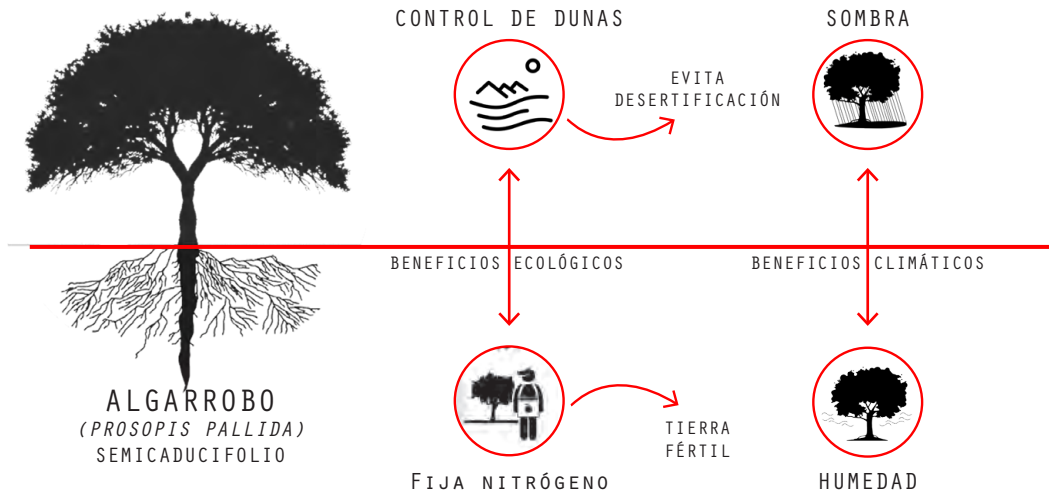 CONTROL DE DUNAS
SOMBRA
EVITA
DESERTIFICACIÓN
BENEFICIOS ECOLÓGICOS
BENEFICIOS CLIMÁTICOS
ALGARROBO
(PROSOPIS PALLIDA)
SEMICADUCIFOLIO
TIERRA
FÉRTIL
FIJA NITRÓGENO
HUMEDAD